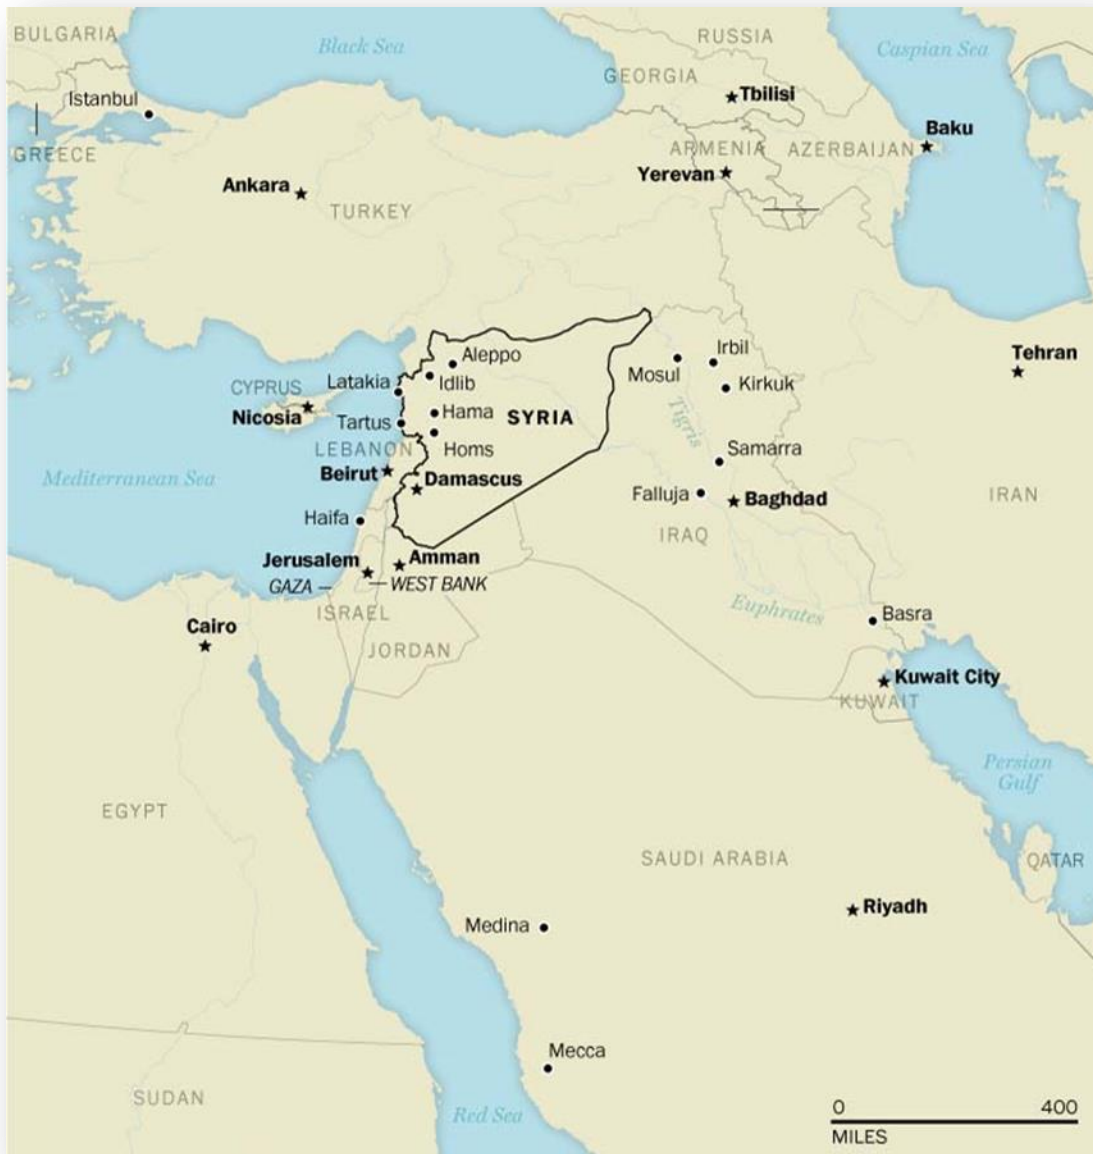 BULGARIA
Black Sea
RUSSIA
Caspian Sea
GEORGIA
Istanbul
Tbilisi
Baku
GREECE
ARMENIA
AZERBAIJAN
Yerevan
Ankara
TURKEY
Aleppo
Irbil
Tehran
Mosul
Latakia
Idlib
Kirkuk
CYPRUS
Nicosia
Hama
SYRIA
Tigris
Tartus
LEBANON
Homs
Samarra
Mediterranean Sea
Beirut
Damascus
Falluja
Baghdad
IRAN
Haifa
IRAQ
Jerusalem
Amman
GAZA
WEST BANK
ISRAEL
Euphrates
Basra
Cairo
JORDAN
Kuwait City
KUWAIT
Persian
Gulf
EGYPT
SAUDI ARABIA
QATAR
Riyadh
Medina
Mecca
SUDAN
Red Sea
0 400
MILES